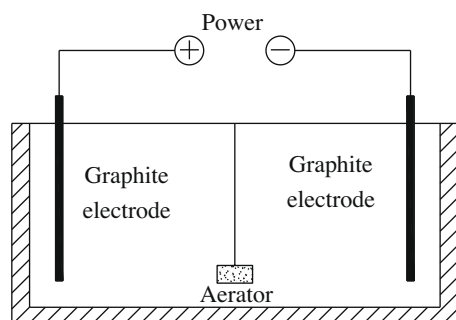 Power
+
−
Graphite
electrode
Graphite
electrode
Aerator